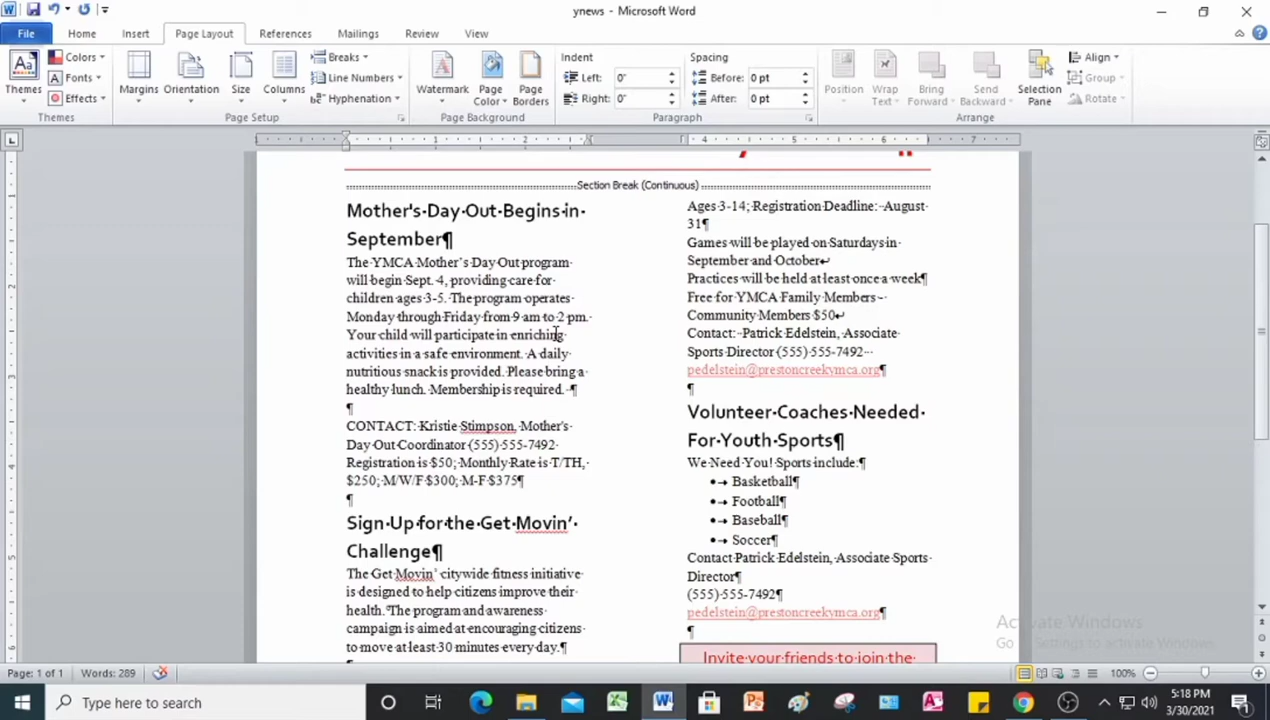 ynews - Microsoft Word
File Home Insert Page Layout References Mailings Review View
Themes
Colors
Fonts
Effects
Themes
Margins
Orientation
Size
Columns
Breaks
Line Numbers
Hyphenation
Page Setup
Watermark
Page Color
Page Borders
Page Background
Indent
Left: 0"
Right: 0"
Spacing
Before: 0 pt
After: 0 pt
Paragraph
Position
Wrap Text
Bring Forward
Send Backward
Selection Pane
Align
Group
Rotate
Arrange
Section Break (Continuous)
Mother's Day Out Begins in
September¶
The YMCA Mother's Day Out program
will begin Sept. 4, providing care for
children ages 3-5. The program operates
Monday through Friday from 9 am to 2 pm.
Your child will participate in enriching
activities in a safe environment. A daily
nutritious snack is provided. Please bring a
healthy lunch. Membership is required. ¶
¶
CONTACT: Kristie Stimpson, Mother's
Day Out Coordinator (555) 555-7492
Registration is $50; Monthly Rate is T/TH,
$250; M/W/F $300; M-F $375¶
¶
Sign Up for the Get Movin'
Challenge¶
The Get Movin' citywide fitness initiative
is designed to help citizens improve their
health. The program and awareness
campaign is aimed at encouraging citizens
to move at least 30 minutes every day.¶
Ages 3-14; Registration Deadline: August
31¶
Games will be played on Saturdays in
September and October↵
Practices will be held at least once a week¶
Free for YMCA Family Members -
Community Members $50↵
Contact: Patrick Edelstein, Associate
Sports Director (555) 555-7492
pedelstein@prestoncreekymca.org¶
¶
Volunteer Coaches Needed
For Youth Sports¶
We Need You! Sports include:¶
•→ Basketball¶
•→ Football¶
•→ Baseball¶
•→ Soccer¶
Contact Patrick Edelstein, Associate Sports
Director¶
(555) 555-7492¶
pedelstein@prestoncreekymca.org¶
¶
Invite your friends to join the
Activate Windows
Go to Settings to activate Windows.
Page: 1 of 1 Words: 289 100%
Type here to search
5:18 PM
3/30/2021